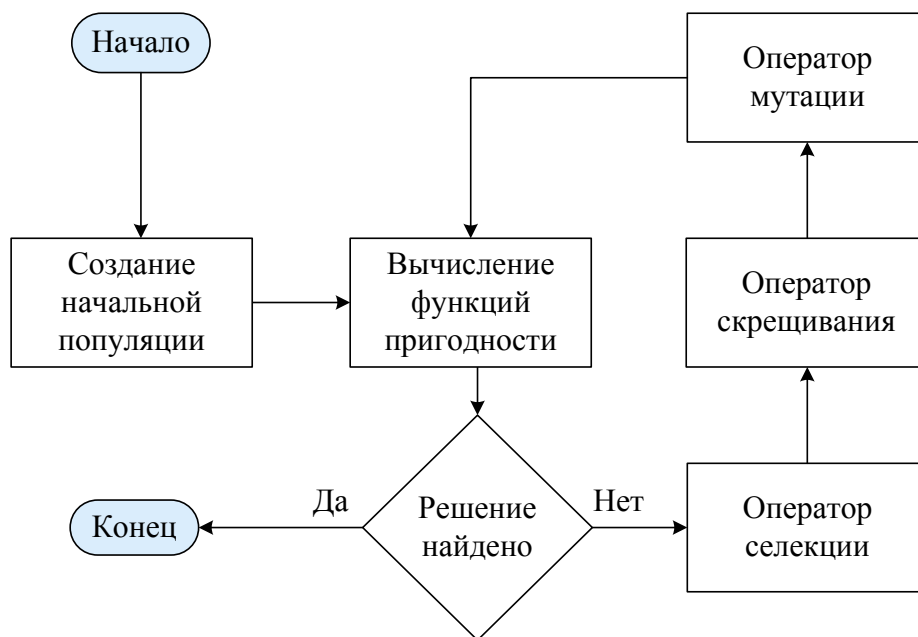 Начало
Оператор
мутации
Создание
начальной
популяции
Вычисление
функций
пригодности
Оператор
скрещивания
Да
Нет
Конец
Решение
найдено
Оператор
селекции